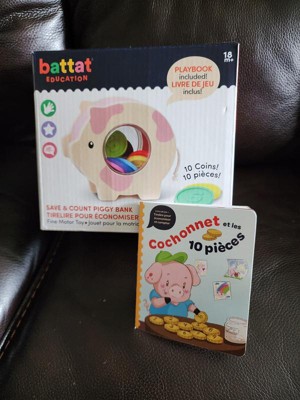 battat
EDUCATION
18
m+
PLAYBOOK
included!
LIVRE DE JEU
inclus!
10 Coins!
10 pièces!
SAVE & COUNT PIGGY BANK
TIRELIRE POUR ÉCONOMISER
Fine Motor Toy • Jouet pour la motric
Cochonnet et les
10 pièces